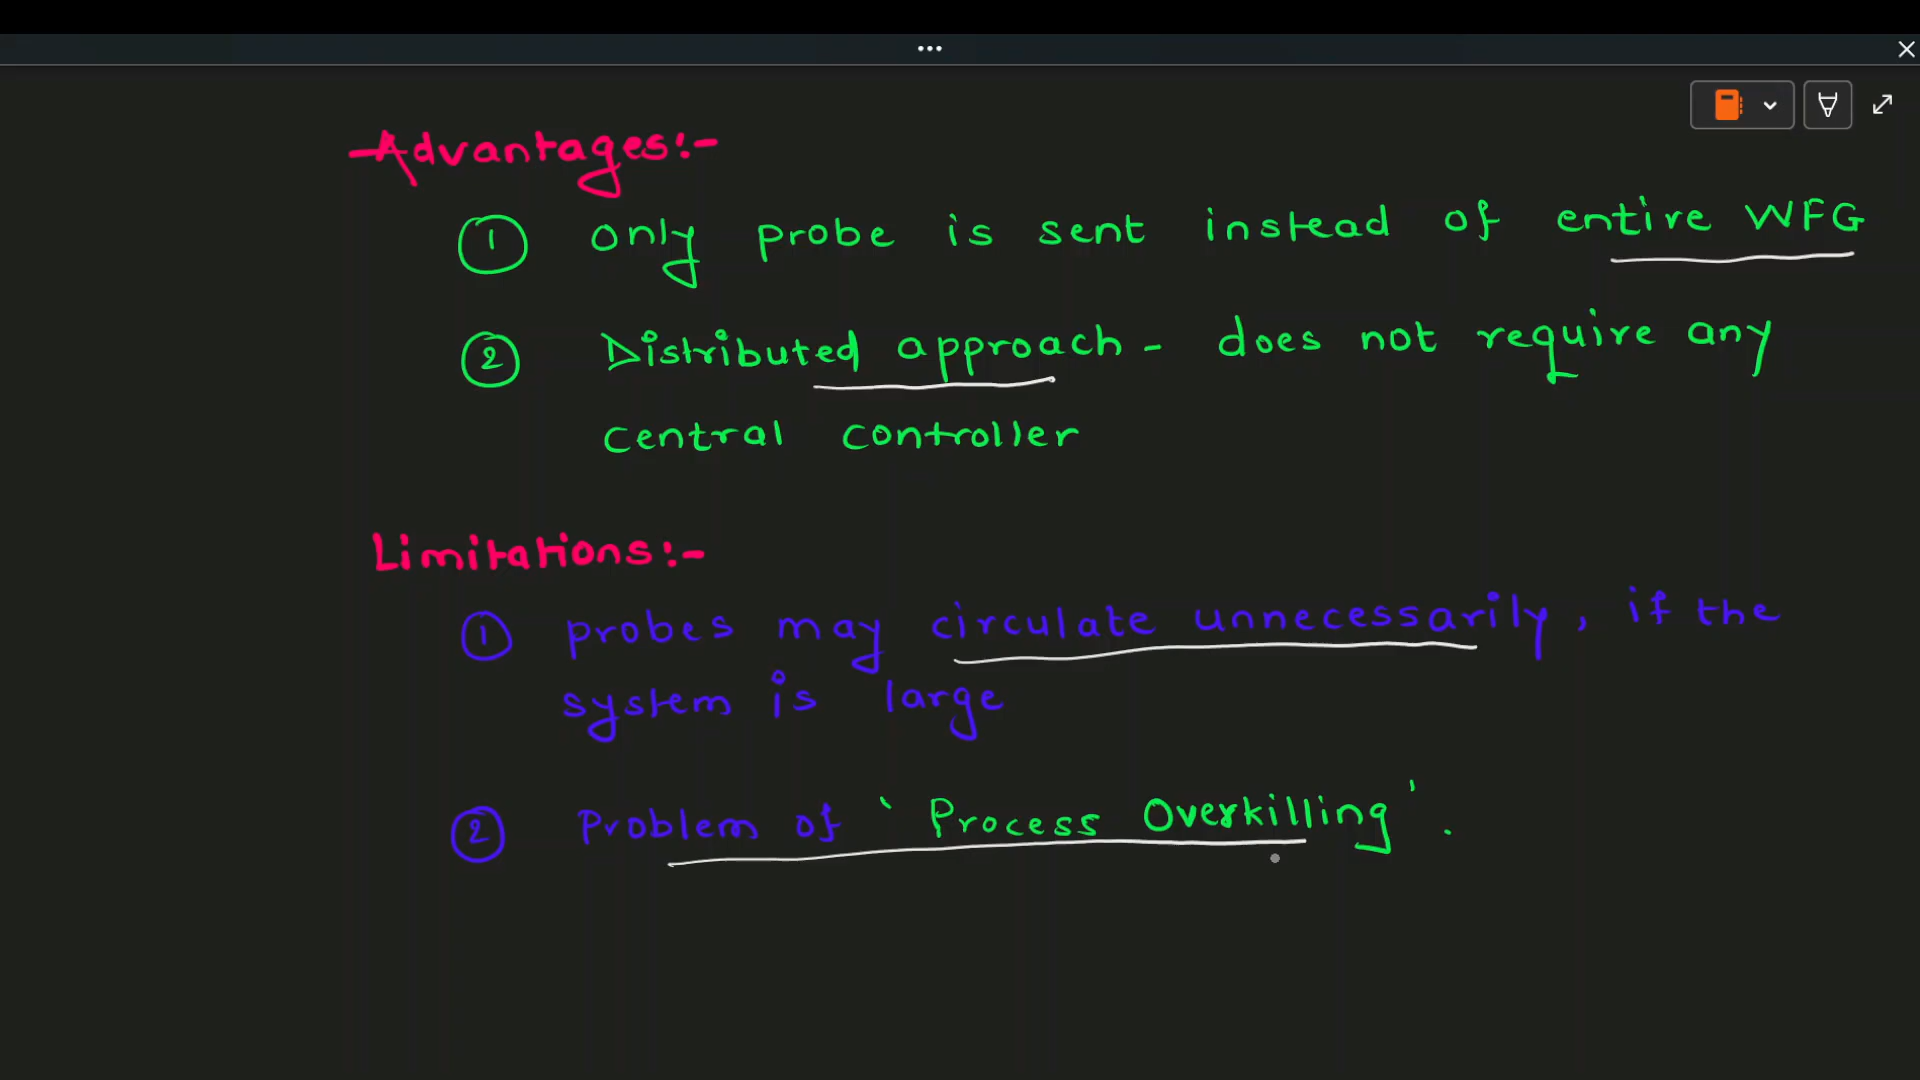 Advantages:-
① only probe is sent instead of entire WFG
② Distributed approach - does not require any
central controller
Limitations:-
① probes may circulate unnecessarily, if the
system is large
② Problem of 'Process Overkilling'.